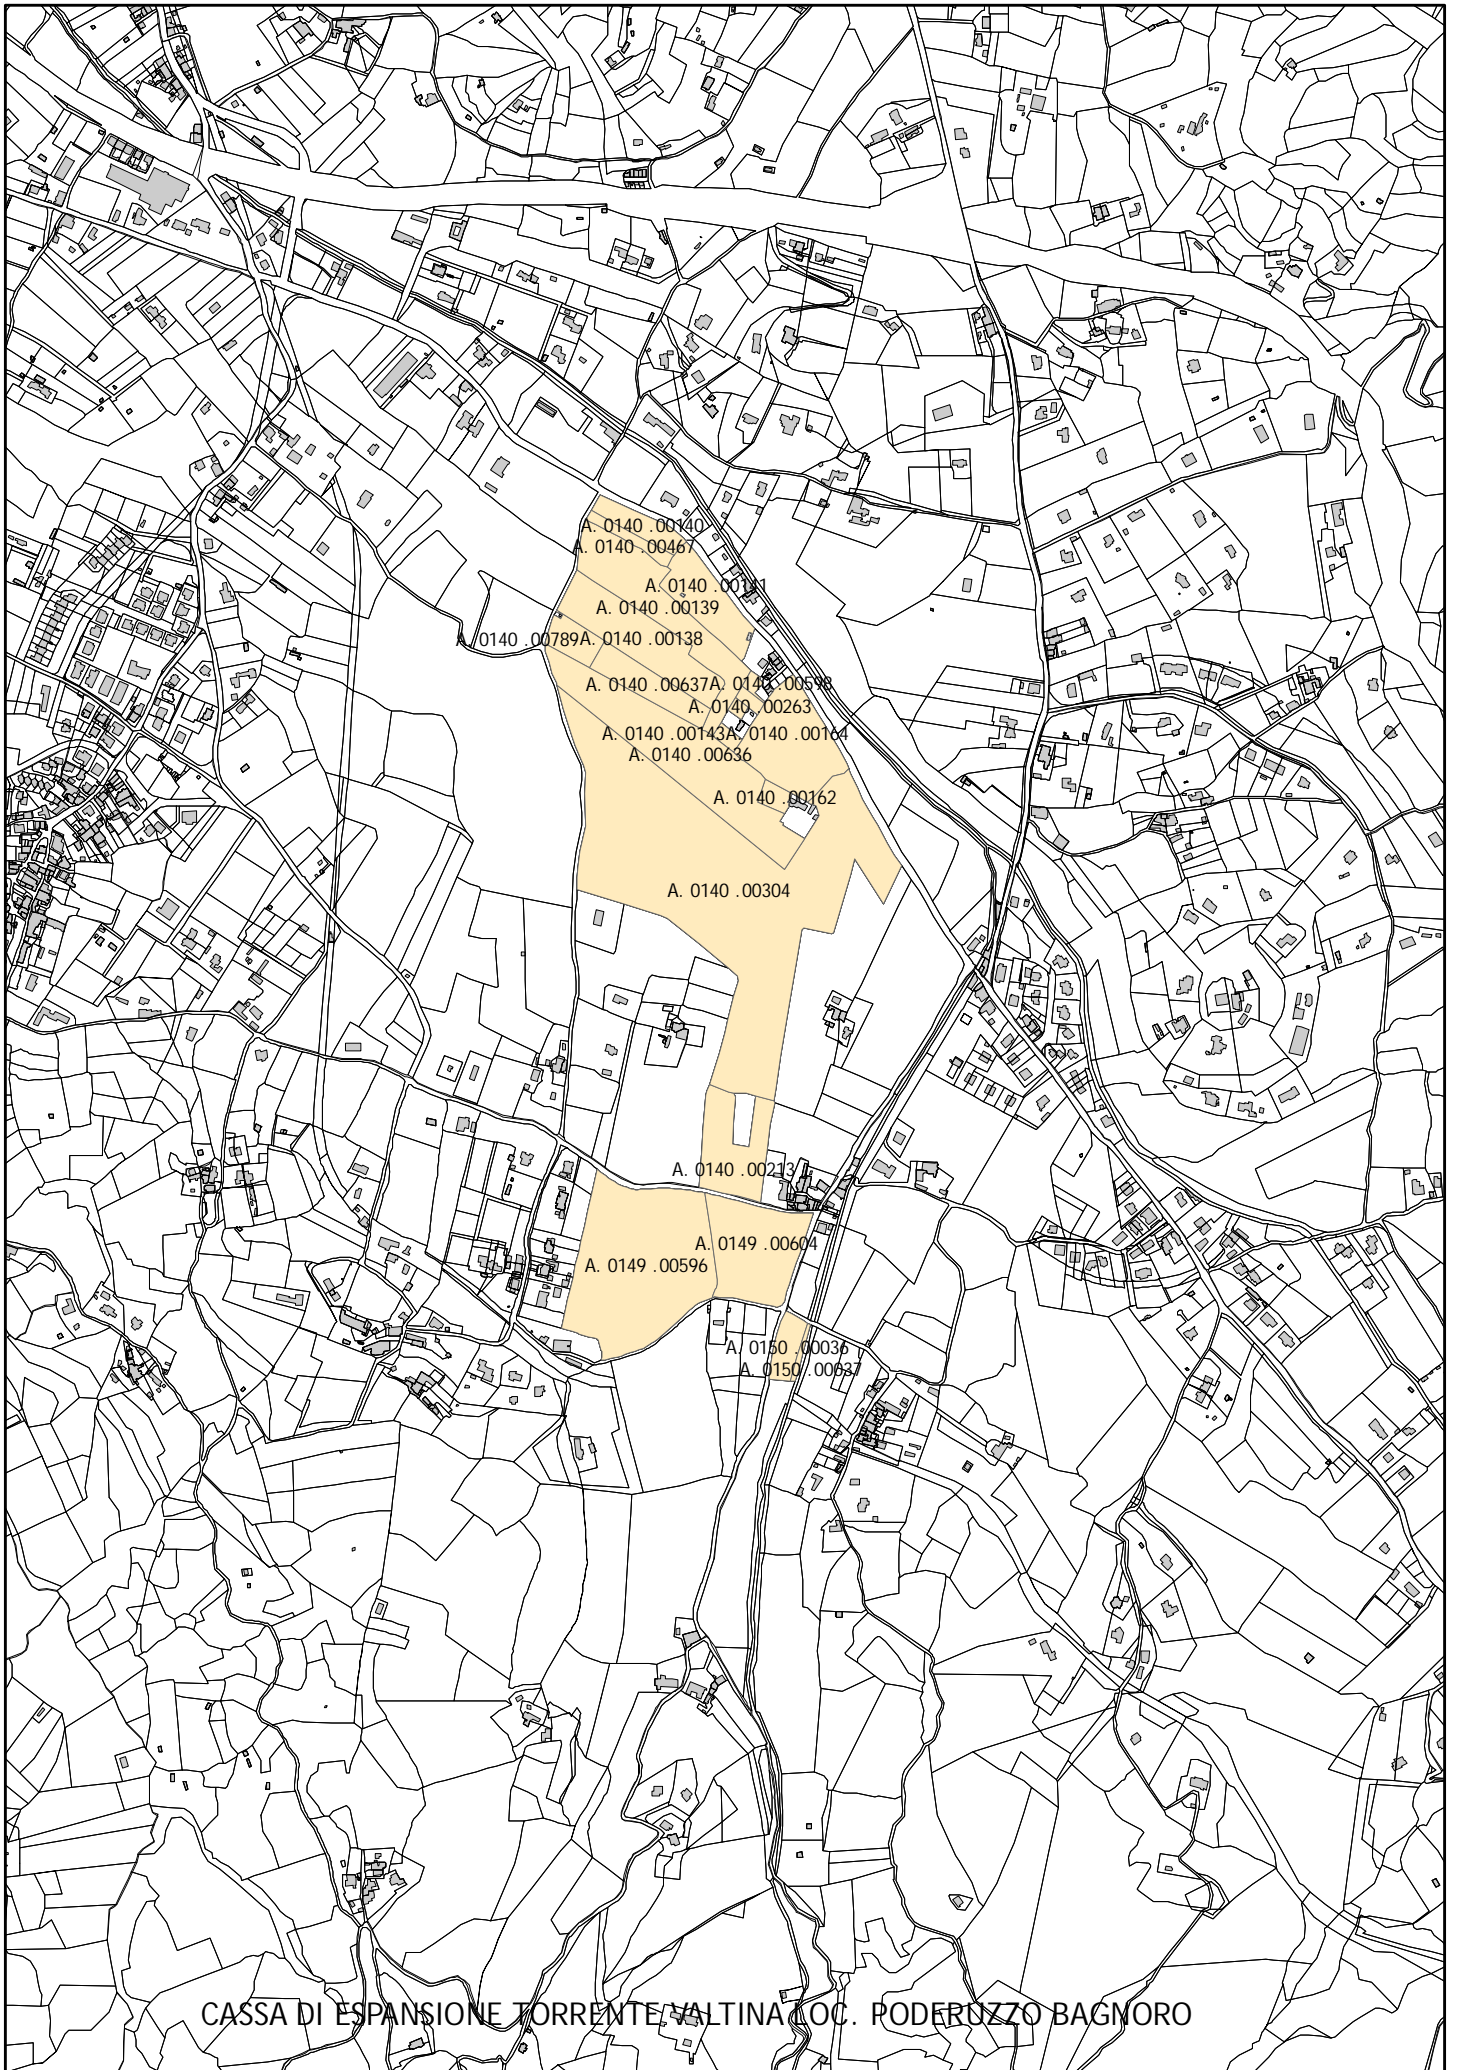 A. 0140 .00140
A. 0140 .00467
A. 0140 .00141
A. 0140 .00139
A. 0140 .00789
A. 0140 .00138
A. 0140 .00637
A. 0140 .00598
A. 0140 .00263
A. 0140 .00143
A. 0140 .00164
A. 0140 .00636
A. 0140 .00162
A. 0140 .00304
A. 0140 .00213
A. 0149 .00604
A. 0149 .00596
A. 0150 .00036
A. 0150 .00037
CASSA DI ESPANSIONE TORRENTE VALTINA LOC. PODERUZZO BAGNORO